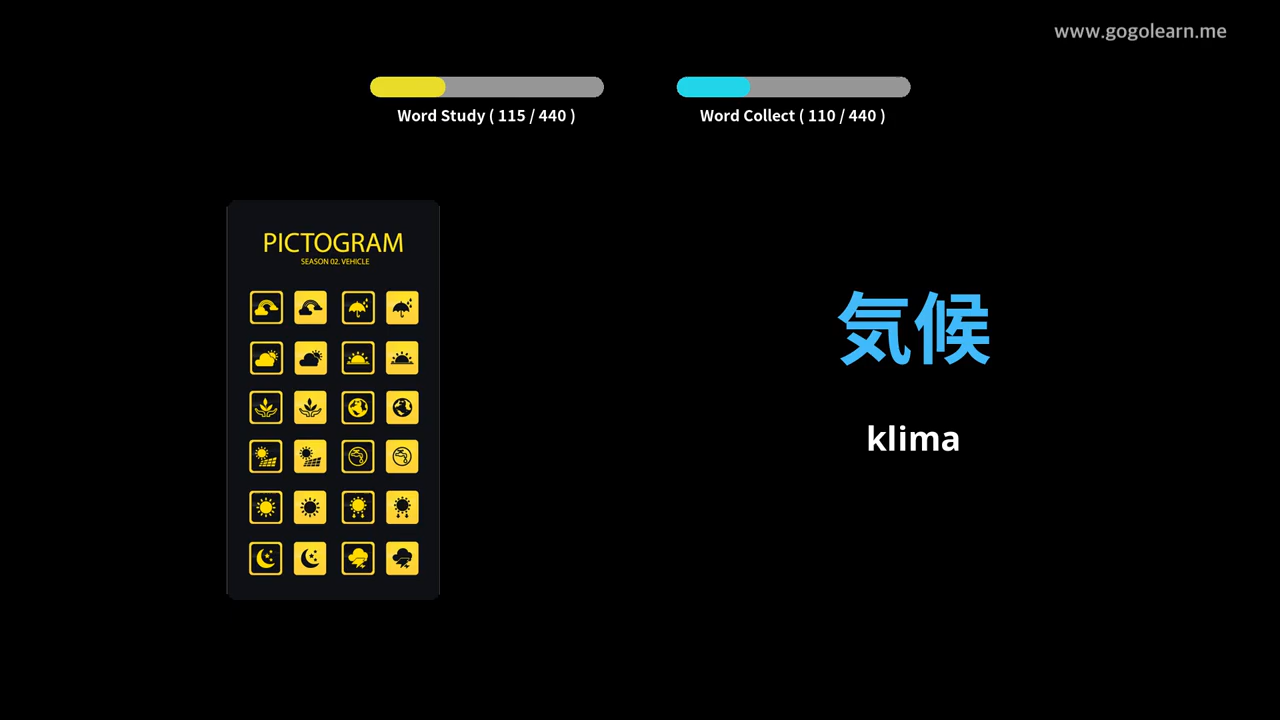 www.gogolearn.me
Word Study ( 115 / 440 )
Word Collect ( 110 / 440 )
PICTOGRAM
SEASON 02. VEHICLE
気候
klima